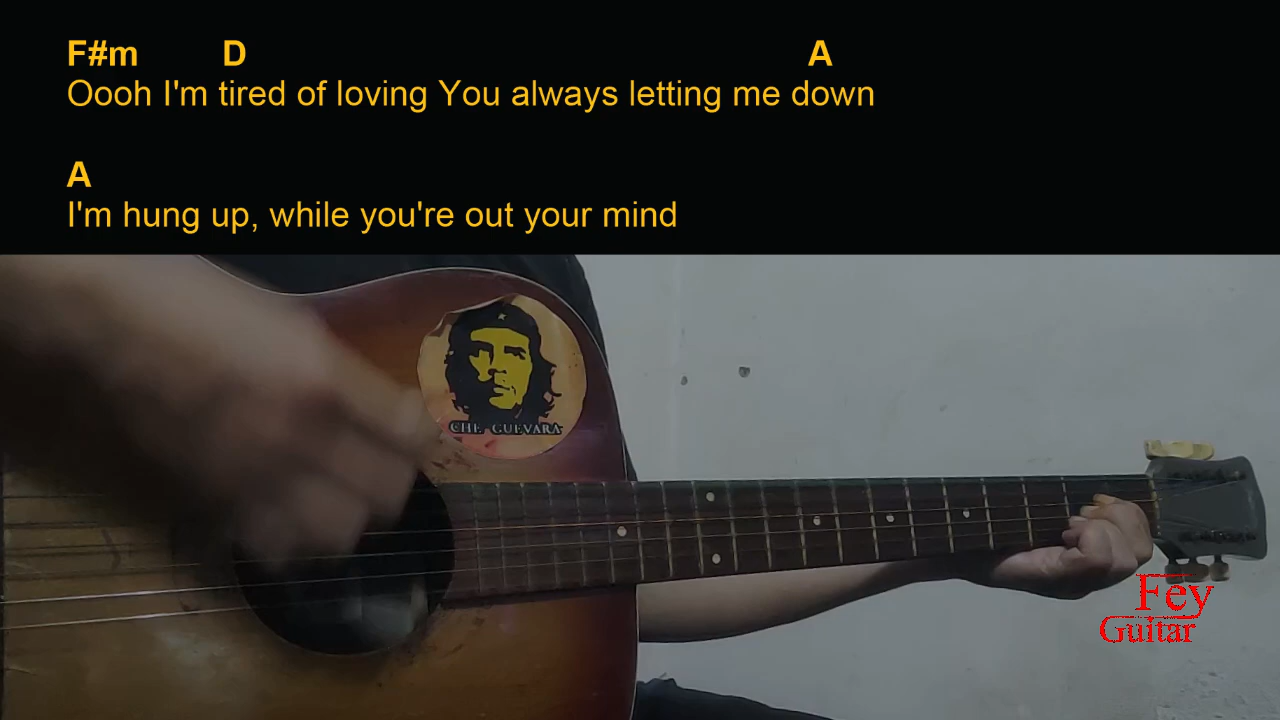 F#m D A
Oooh I'm tired of loving You always letting me down
A
I'm hung up, while you're out your mind
CHE GUEVARA
Fey
Guitar